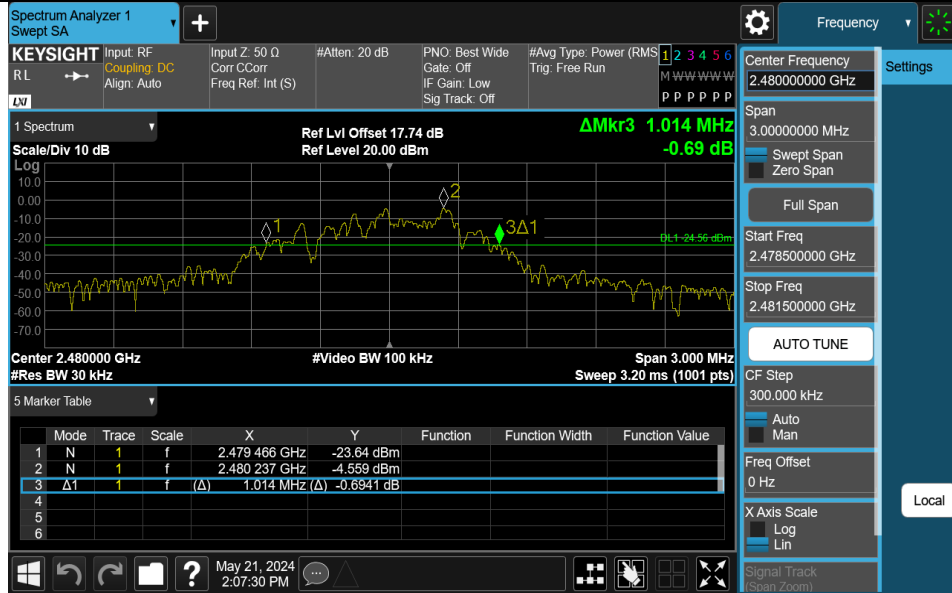 Spectrum Analyzer 1
Swept SA
+
Frequency
KEYSIGHT
RL
LXI
Input: RF
Coupling: DC
Align: Auto
Input Z: 50 Ω
Corr CCorr
Freq Ref: Int (S)
#Atten: 20 dB
PNO: Best Wide
Gate: Off
IF Gain: Low
Sig Track: Off
#Avg Type: Power (RMS
Trig: Free Run
1 2 3 4 5 6
M W W W W W
P P P P P P
1 Spectrum
Scale/Div 10 dB
Ref Lvl Offset 17.74 dB
Ref Level 20.00 dBm
ΔMkr3 1.014 MHz
-0.69 dB
Log
10.0
0.00
-10.0
-20.0
-30.0
-40.0
-50.0
-60.0
-70.0
1
2
3Δ1
DL1 -24.56 dBm
Center 2.480000 GHz
#Video BW 100 kHz
Span 3.000 MHz
#Res BW 30 kHz
Sweep 3.20 ms (1001 pts)
5 Marker Table
Mode Trace Scale X Y Function Function Width Function Value
1 N 1 f 2.479 466 GHz -23.64 dBm
2 N 1 f 2.480 237 GHz -4.559 dBm
3 Δ1 1 f (Δ) 1.014 MHz (Δ) -0.6941 dB
4
5
6
Center Frequency
2.480000000 GHz
Span
3.00000000 MHz
Swept Span
Zero Span
Full Span
Start Freq
2.478500000 GHz
Stop Freq
2.481500000 GHz
AUTO TUNE
CF Step
300.000 kHz
Auto
Man
Freq Offset
0 Hz
X Axis Scale
Log
Lin
Signal Track
(Span Zoom)
Settings
Local
?
May 21, 2024
2:07:30 PM